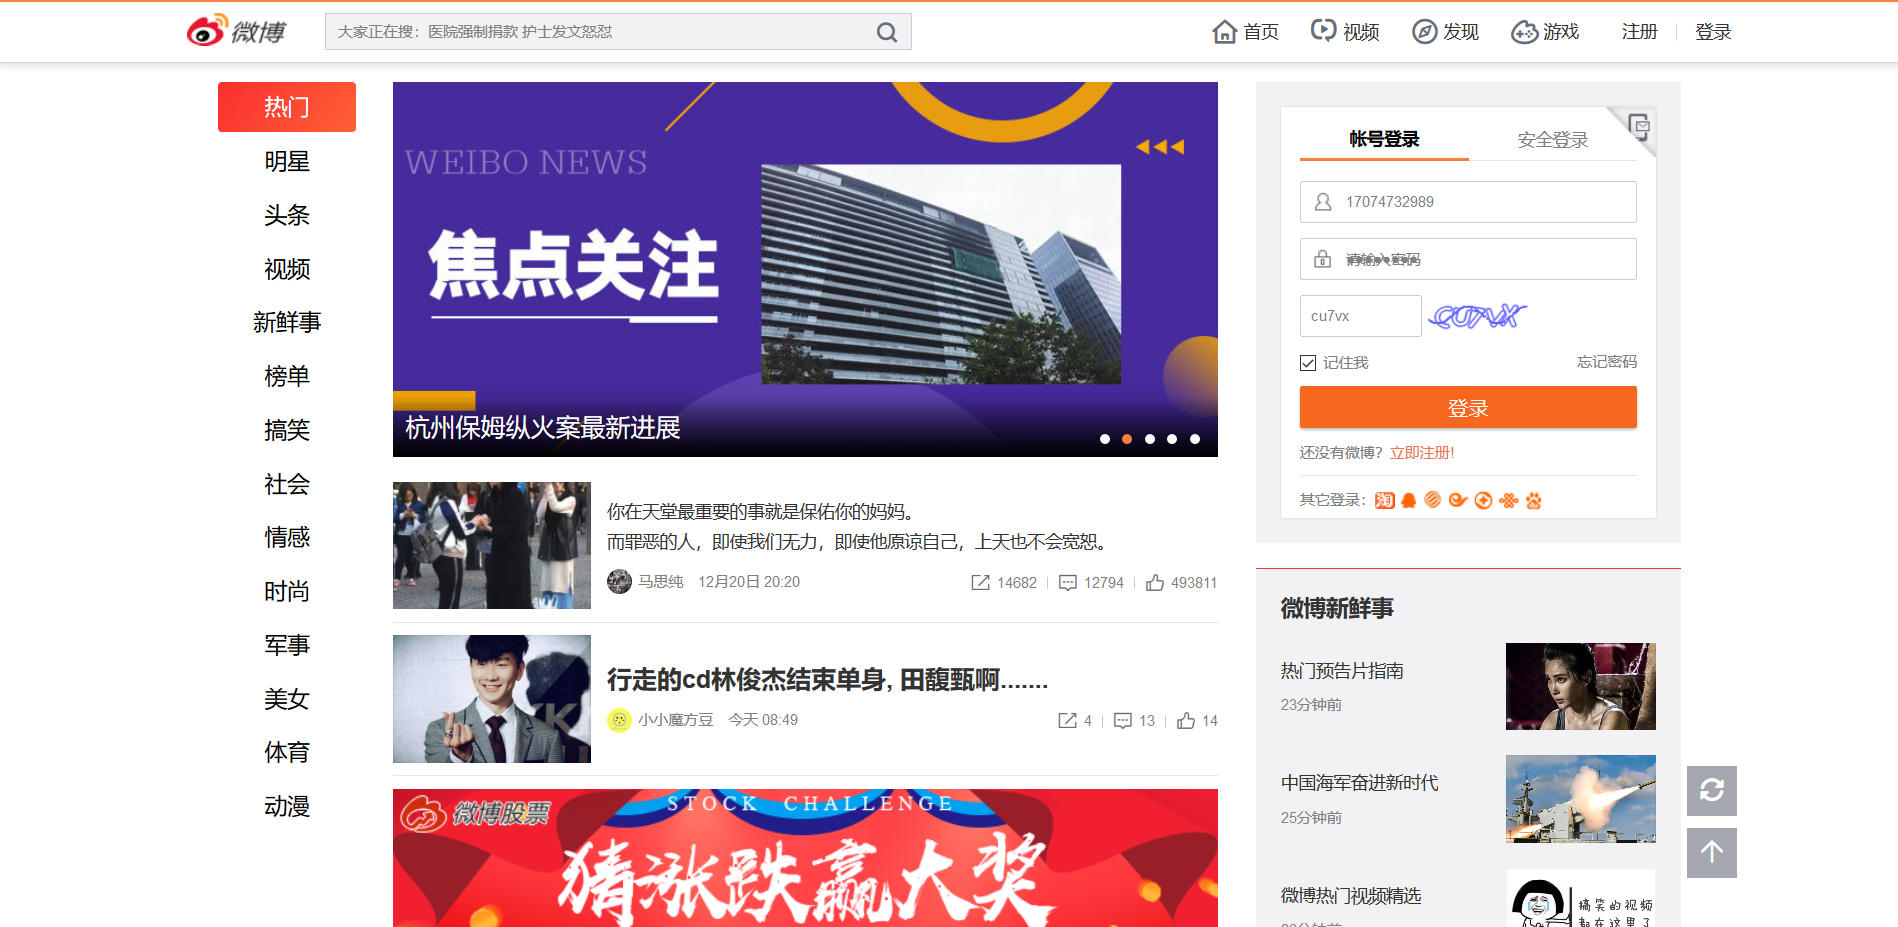 微博
大家正在搜：医院强制捐款 护士发文怒怼
首页
视频
发现
游戏
注册
登录
热门
明星
头条
视频
新鲜事
榜单
搞笑
社会
情感
时尚
军事
美女
体育
动漫
WEIBO NEWS
焦点关注
杭州保姆纵火案最新进展
你在天堂最重要的事就是保佑你的妈妈。
而罪恶的人，即使我们无力，即使他原谅自己，上天也不会宽恕。
马思纯 12月20日 20:20 14682 12794 493811
行走的cd林俊杰结束单身, 田馥甄啊.......
小小魔方豆 今天 08:49 4 13 14
微博股票
STOCK CHALLENGE
猜涨跌赢大奖
帐号登录 安全登录
17074732989
请输入密码
cu7vx CU7VX
记住我 忘记密码
登录
还没有微博？立即注册!
其它登录：
淘
微博新鲜事
热门预告片指南
23分钟前
中国海军奋进新时代
25分钟前
微博热门视频精选
搞笑的视频
都在这里了